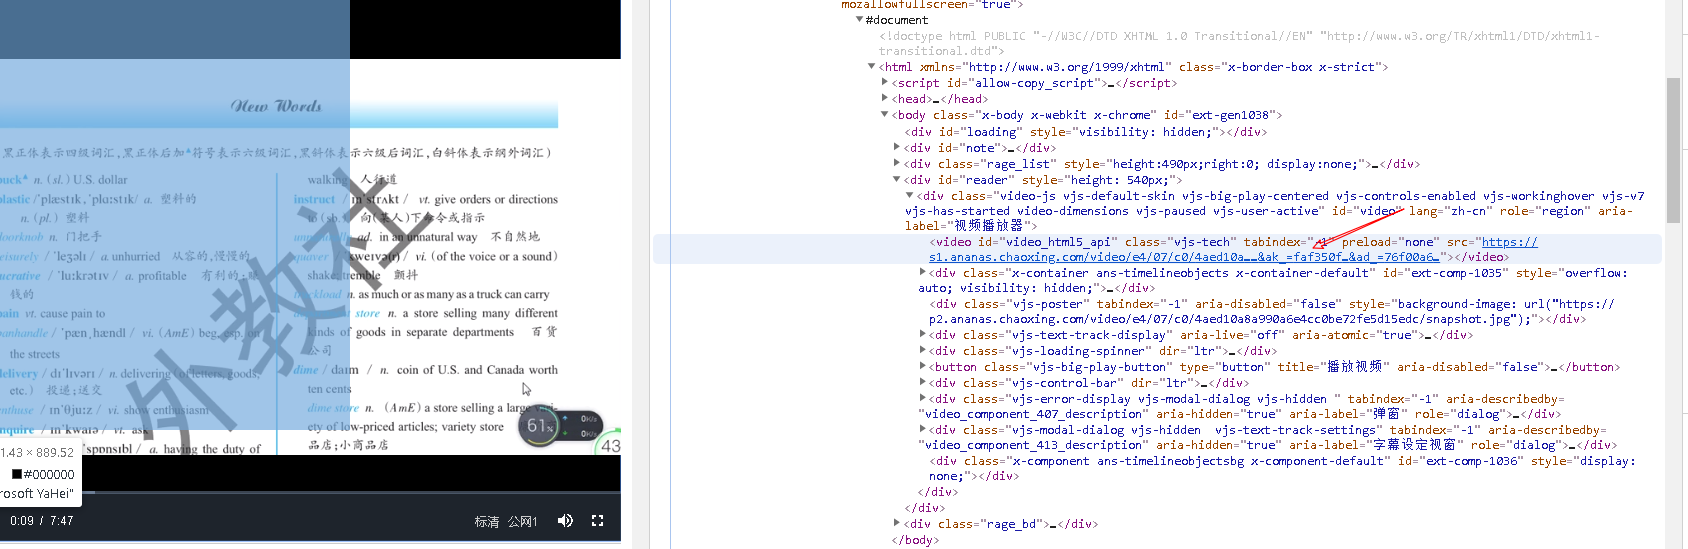 New Words
黑正体表示四级词汇,黑正体后加*符号表示六级词汇,黑斜体表示六级后词汇,白斜体表示纲外词汇)
buck* n. (sl.) U.S. dollar
plastic /ˈplæstɪk, ˈplɑːstɪk/ a. 塑料的
n. (pl.) 塑料
doorknob n. 门把手
leisurely / ˈleʒəlɪ / a. unhurried 从容的,慢慢的
lucrative / ˈluːkrətɪv / a. profitable 有利的;赚
钱的
pain vt. cause pain to
panhandle / ˈpænˌhændl / vi. (AmE) beg, esp. on
the streets
delivery / dɪˈlɪvərɪ / n. delivering (of letters, goods,
etc.) 投递;送交
enthuse / ɪnˈθjuːz / vi. show enthusiasm
inquire / ɪnˈkwaɪə / vi. ask
ˈspɒnsɪbl / a. having the duty of
walking 人行道
instruct / ɪnˈstrʌkt / vt. give orders or directions
to (sb.) 向(某人)下命令或指示
unnaturally ad. in an unnatural way 不自然地
quaver / ˈkweɪvə(r) / vi. (of the voice or a sound)
shake, tremble 颤抖
truckload n. as much or as many as a truck can carry
store n. a store selling many different
kinds of goods in separate departments 百货
公司
dime / daɪm / n. coin of U.S. and Canada worth
ten cents
dime store n. (AmE) a store selling a large vari-
ety of low-priced articles; variety store
品店;小商品店
外教社
61%
0K/s
0K/s
43
1.43 × 889.52
#000000
rosoft YaHei"
0:09 / 7:47
标清 公网1
mozallowfullscreen="true">
▼#document
<!doctype html PUBLIC "-//W3C//DTD XHTML 1.0 Transitional//EN" "http://www.w3.org/TR/xhtml1/DTD/xhtml1-
transitional.dtd">
▼<html xmlns="http://www.w3.org/1999/xhtml" class="x-border-box x-strict">
▶<script id="allow-copy_script">…</script>
▶<head>…</head>
▼<body class="x-body x-webkit x-chrome" id="ext-gen1038">
<div id="loading" style="visibility: hidden;"></div>
▶<div id="note">…</div>
▶<div class="rage_list" style="height:490px;right:0; display:none;">…</div>
▼<div id="reader" style="height: 540px;">
▼<div class="video-js vjs-default-skin vjs-big-play-centered vjs-controls-enabled vjs-workinghover vjs-v7
vjs-has-started video-dimensions vjs-paused vjs-user-active" id="video" lang="zh-cn" role="region" aria-
label="视频播放器">
<video id="video_html5_api" class="vjs-tech" tabindex="-1" preload="none" src="https://
s1.ananas.chaoxing.com/video/e4/07/c0/4aed10a…&ak_=faf350f…&ad_=76f00a6…"></video>
▶<div class="x-container ans-timelineobjects x-container-default" id="ext-comp-1035" style="overflow:
auto; visibility: hidden;">…</div>
<div class="vjs-poster" tabindex="-1" aria-disabled="false" style="background-image: url("https://
p2.ananas.chaoxing.com/video/e4/07/c0/4aed10a8a990a6e4cc0be72fe5d15edc/snapshot.jpg");"></div>
▶<div class="vjs-text-track-display" aria-live="off" aria-atomic="true">…</div>
▶<div class="vjs-loading-spinner" dir="ltr">…</div>
▶<button class="vjs-big-play-button" type="button" title="播放视频" aria-disabled="false">…</button>
▶<div class="vjs-control-bar" dir="ltr">…</div>
▶<div class="vjs-error-display vjs-modal-dialog vjs-hidden " tabindex="-1" aria-describedby=
"video_component_407_description" aria-hidden="true" aria-label="弹窗" role="dialog">…</div>
▶<div class="vjs-modal-dialog vjs-hidden  vjs-text-track-settings" tabindex="-1" aria-describedby=
"video_component_413_description" aria-hidden="true" aria-label="字幕设定视窗" role="dialog">…</div>
<div class="x-component ans-timelineobjectsbg x-component-default" id="ext-comp-1036" style="display:
none;"></div>
</div>
</div>
▶<div class="rage_bd">…</div>
</body>